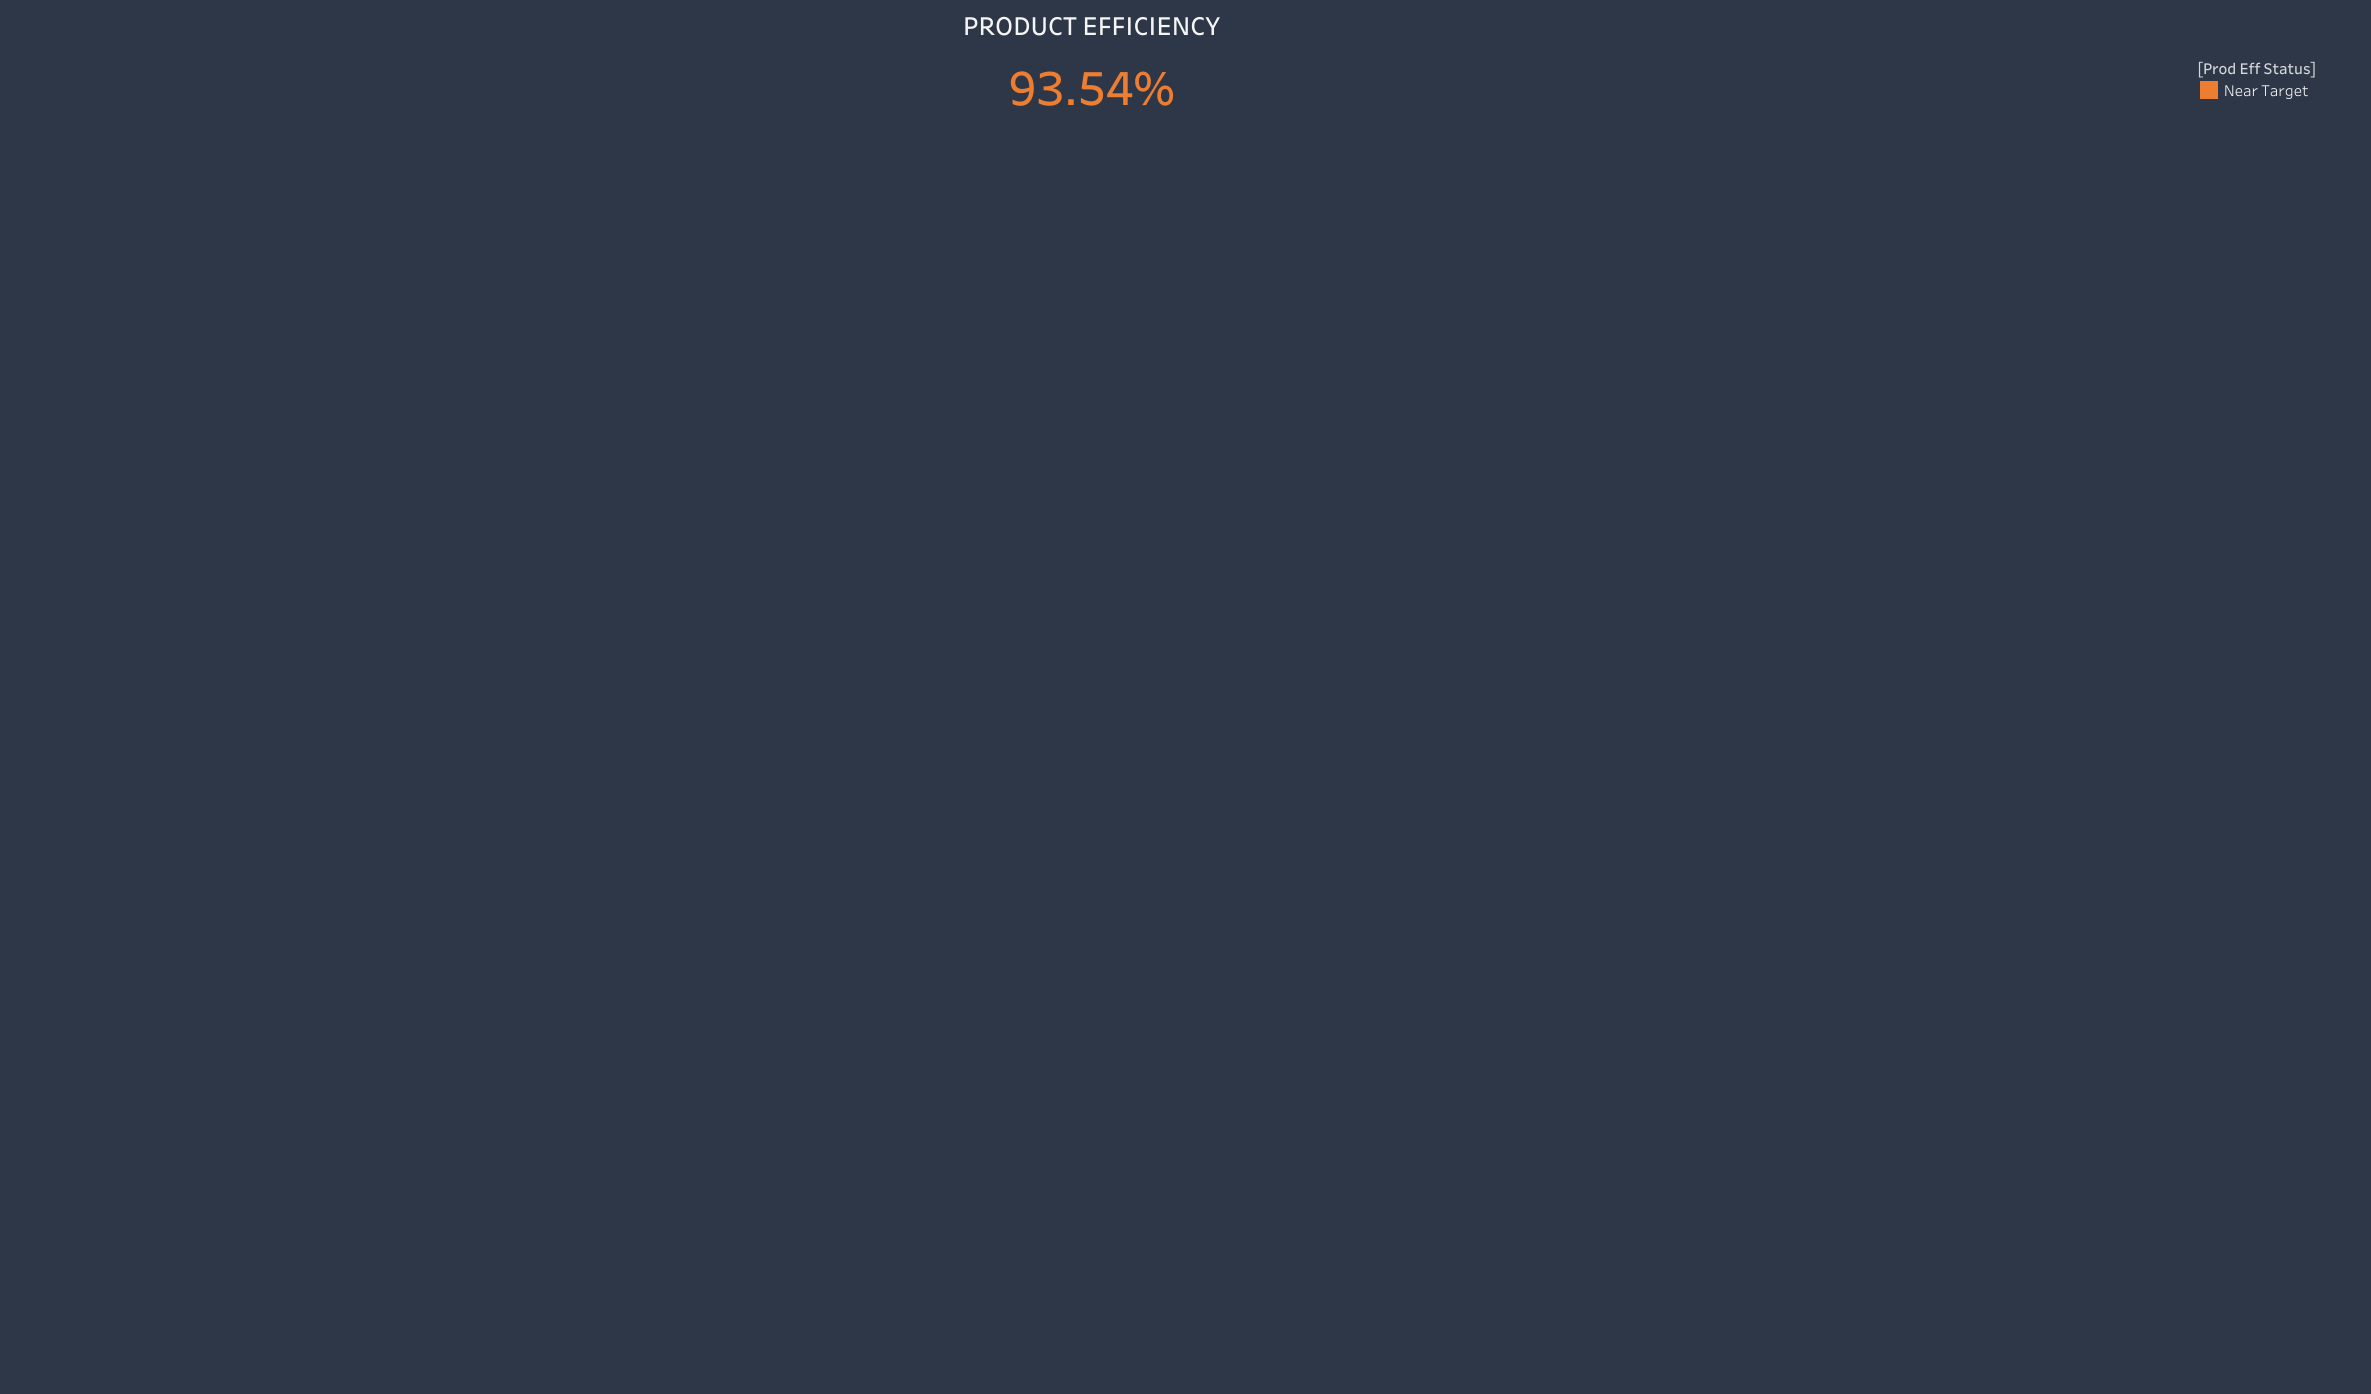 PRODUCT EFFICIENCY
93.54%
[Prod Eff Status]
Near Target